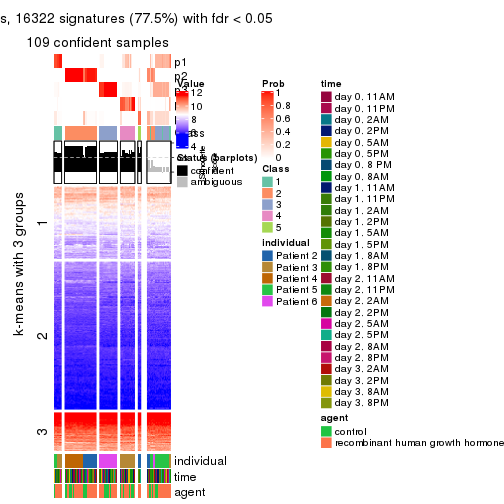 s, 16322 signatures (77.5%) with fdr < 0.05
109 confident samples
p1
p2
Value
12
10
8
6
4
Status (barplots)
confident
ambiguous
Prob
1
0.8
0.6
0.4
0.2
0
Class
1
2
3
4
5
individual
Patient 2
Patient 3
Patient 4
Patient 5
Patient 6
time
day 0. 11AM
day 0. 11PM
day 0. 2AM
day 0. 2PM
day 0. 5AM
day 0. 5PM
day 0. 8 PM
day 0. 8AM
day 1. 11AM
day 1. 11PM
day 1. 2AM
day 1. 2PM
day 1. 5AM
day 1. 5PM
day 1. 8AM
day 1. 8PM
day 2. 11AM
day 2. 11PM
day 2. 2AM
day 2. 2PM
day 2. 5AM
day 2. 5PM
day 2. 8AM
day 2. 8PM
day 3. 2AM
day 3. 2PM
day 3. 8AM
day 3. 8PM
agent
control
recombinant human growth hormone
k-means with 3 groups
1
2
3
individual
time
agent